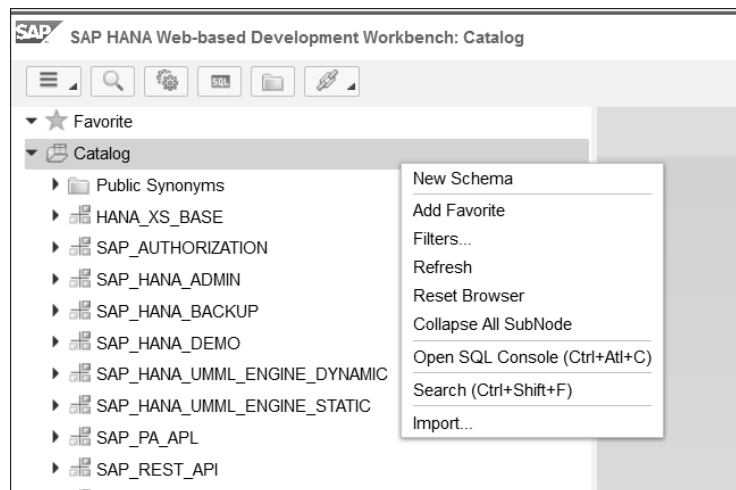 SAP SAP HANA Web-based Development Workbench: Catalog
SQL
Favorite
Catalog
Public Synonyms
HANA_XS_BASE
SAP_AUTHORIZATION
SAP_HANA_ADMIN
SAP_HANA_BACKUP
SAP_HANA_DEMO
SAP_HANA_UMML_ENGINE_DYNAMIC
SAP_HANA_UMML_ENGINE_STATIC
SAP_PA_APL
SAP_REST_API
New Schema
Add Favorite
Filters...
Refresh
Reset Browser
Collapse All SubNode
Open SQL Console (Ctrl+Atl+C)
Search (Ctrl+Shift+F)
Import...